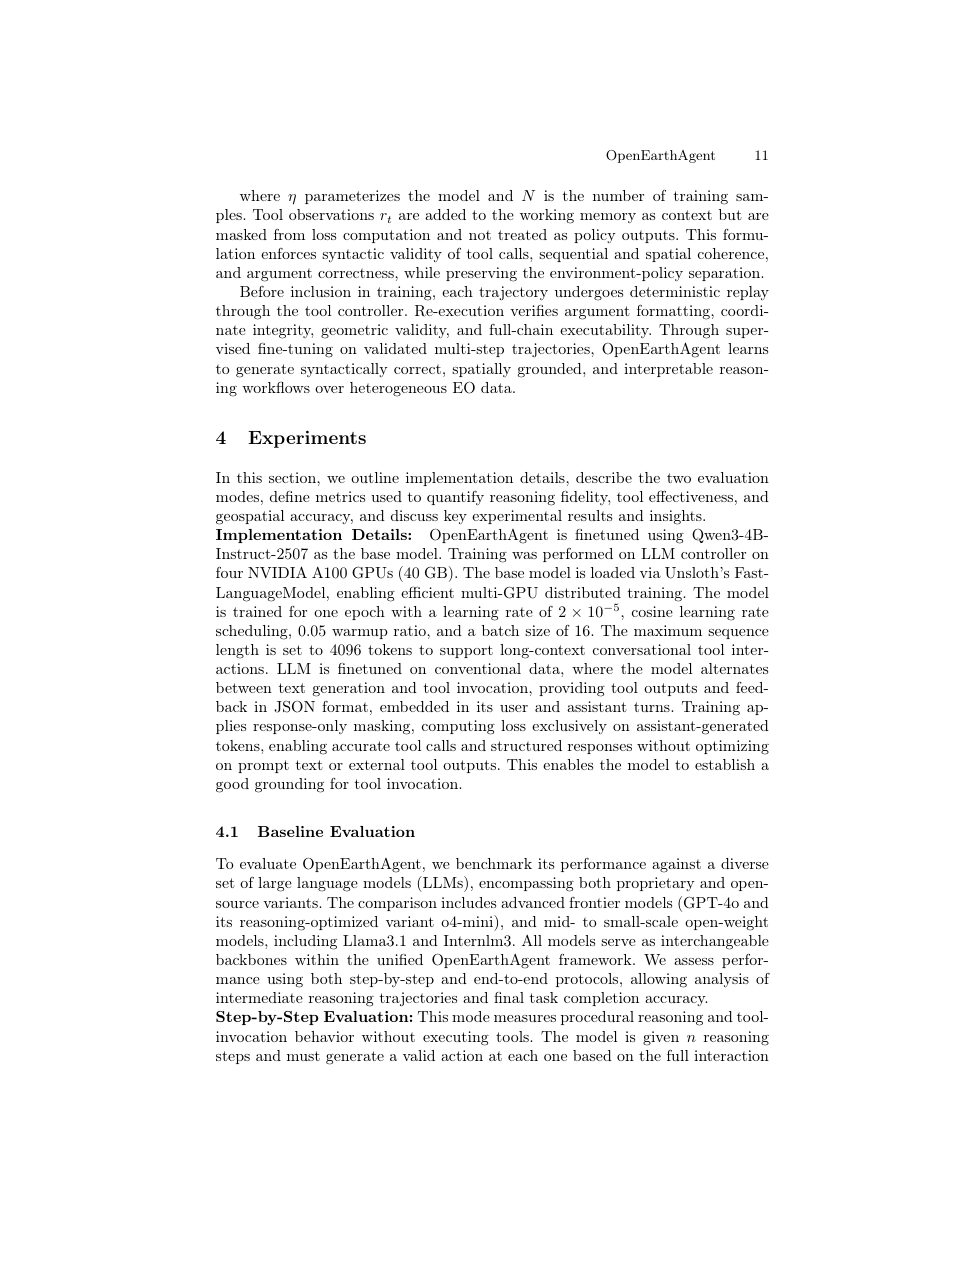 OpenEarthAgent 11
where η parameterizes the model and N is the number of training sam-
ples. Tool observations rₜ are added to the working memory as context but are
masked from loss computation and not treated as policy outputs. This formu-
lation enforces syntactic validity of tool calls, sequential and spatial coherence,
and argument correctness, while preserving the environment-policy separation.
Before inclusion in training, each trajectory undergoes deterministic replay
through the tool controller. Re-execution verifies argument formatting, coordi-
nate integrity, geometric validity, and full-chain executability. Through super-
vised fine-tuning on validated multi-step trajectories, OpenEarthAgent learns
to generate syntactically correct, spatially grounded, and interpretable reason-
ing workflows over heterogeneous EO data.
4 Experiments
In this section, we outline implementation details, describe the two evaluation
modes, define metrics used to quantify reasoning fidelity, tool effectiveness, and
geospatial accuracy, and discuss key experimental results and insights.
Implementation Details: OpenEarthAgent is finetuned using Qwen3-4B-
Instruct-2507 as the base model. Training was performed on LLM controller on
four NVIDIA A100 GPUs (40 GB). The base model is loaded via Unsloth's Fast-
LanguageModel, enabling efficient multi-GPU distributed training. The model
is trained for one epoch with a learning rate of 2 × 10⁻⁵, cosine learning rate
scheduling, 0.05 warmup ratio, and a batch size of 16. The maximum sequence
length is set to 4096 tokens to support long-context conversational tool inter-
actions. LLM is finetuned on conventional data, where the model alternates
between text generation and tool invocation, providing tool outputs and feed-
back in JSON format, embedded in its user and assistant turns. Training ap-
plies response-only masking, computing loss exclusively on assistant-generated
tokens, enabling accurate tool calls and structured responses without optimizing
on prompt text or external tool outputs. This enables the model to establish a
good grounding for tool invocation.
4.1 Baseline Evaluation
To evaluate OpenEarthAgent, we benchmark its performance against a diverse
set of large language models (LLMs), encompassing both proprietary and open-
source variants. The comparison includes advanced frontier models (GPT-4o and
its reasoning-optimized variant o4-mini), and mid- to small-scale open-weight
models, including Llama3.1 and Internlm3. All models serve as interchangeable
backbones within the unified OpenEarthAgent framework. We assess perfor-
mance using both step-by-step and end-to-end protocols, allowing analysis of
intermediate reasoning trajectories and final task completion accuracy.
Step-by-Step Evaluation: This mode measures procedural reasoning and tool-
invocation behavior without executing tools. The model is given n reasoning
steps and must generate a valid action at each one based on the full interaction